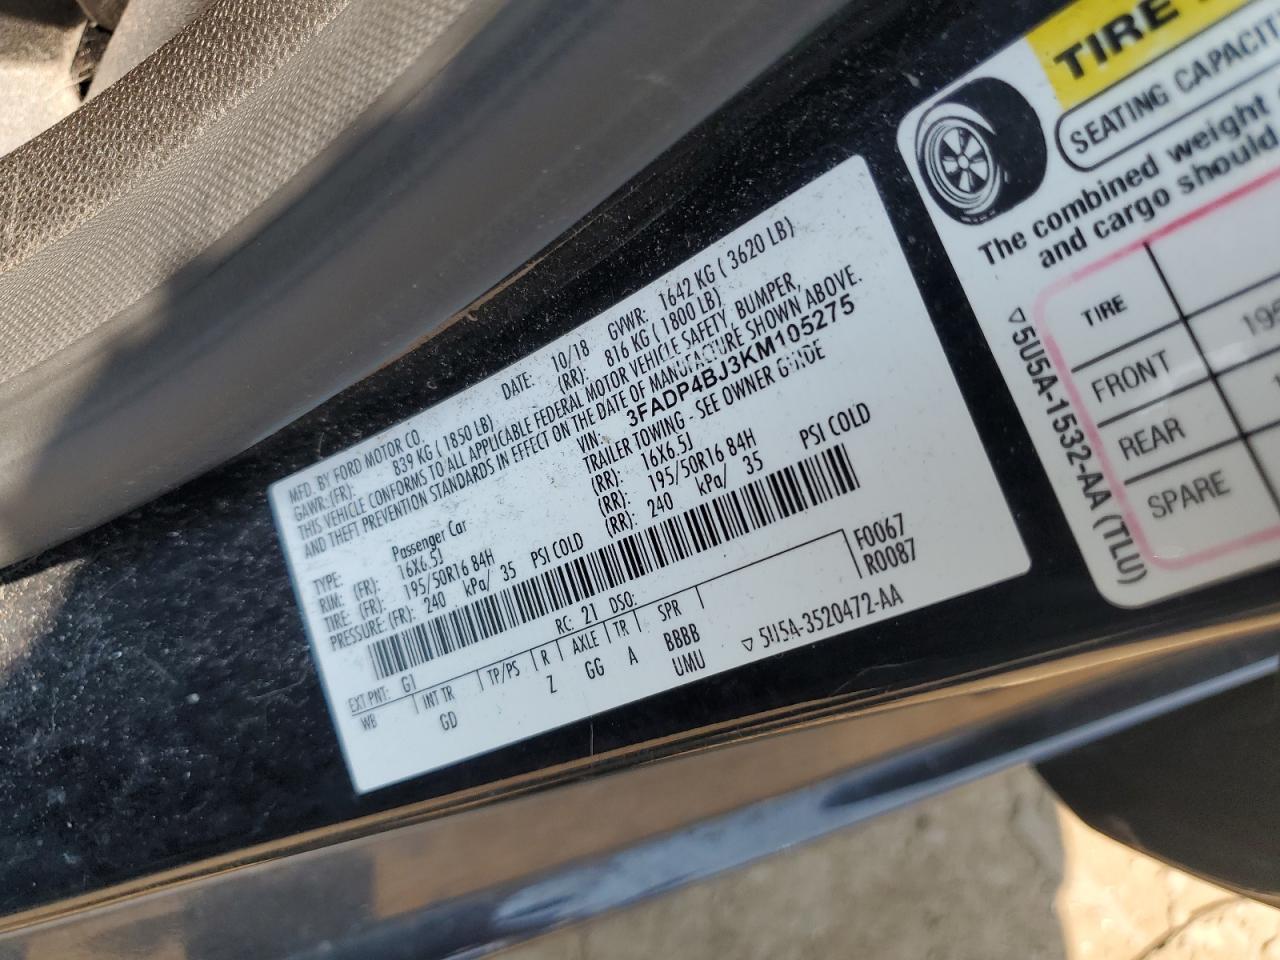 MFD. BY FORD MOTOR CO.
DATE: 10/18 GVWR: 1642 KG ( 3620 LB)
GAWR:(FR): 839 KG ( 1850 LB) (RR): 816 KG ( 1800 LB)
THIS VEHICLE CONFORMS TO ALL APPLICABLE FEDERAL MOTOR VEHICLE SAFETY, BUMPER,
AND THEFT PREVENTION STANDARDS IN EFFECT ON THE DATE OF MANUFACTURE SHOWN ABOVE.
VIN: 3FADP4BJ3KM105275
TYPE: Passenger Car TRAILER TOWING - SEE OWNER GUIDE
RIM: (FR): 16X6.5J (RR): 16X6.5J
TIRE: (FR): 195/50R16 84H (RR): 195/50R16 84H
PRESSURE: (FR): 240 kPa/ 35 PSI COLD (RR): 240 kPa/ 35 PSI COLD
EXT PNT: G1 RC: 21 DSO: F0067
R0087
WB INT TR TP/PS R AXLE TR SPR
GD Z GG A BBBB
UMU
▽ 5U5A-3520472-AA
TIRE
SEATING CAPACIT
The combined weight
and cargo should
TIRE
FRONT 195
REAR
SPARE
▽5U5A-1532-AA (TLU)